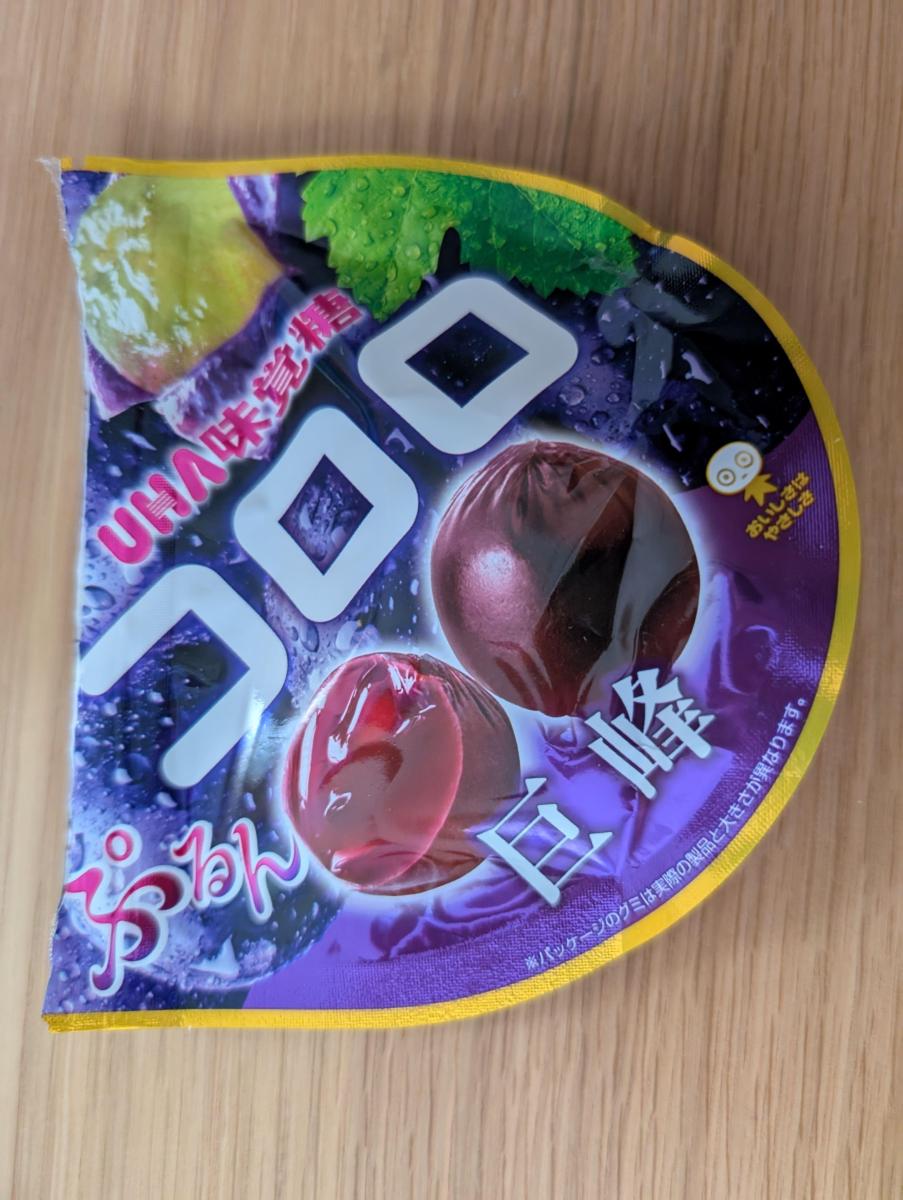 UHA味覚糖
コロロ
ぷるん
巨峰
おいしさは
やさしさ
※パッケージのグミは実際の製品と大きさが異なります。